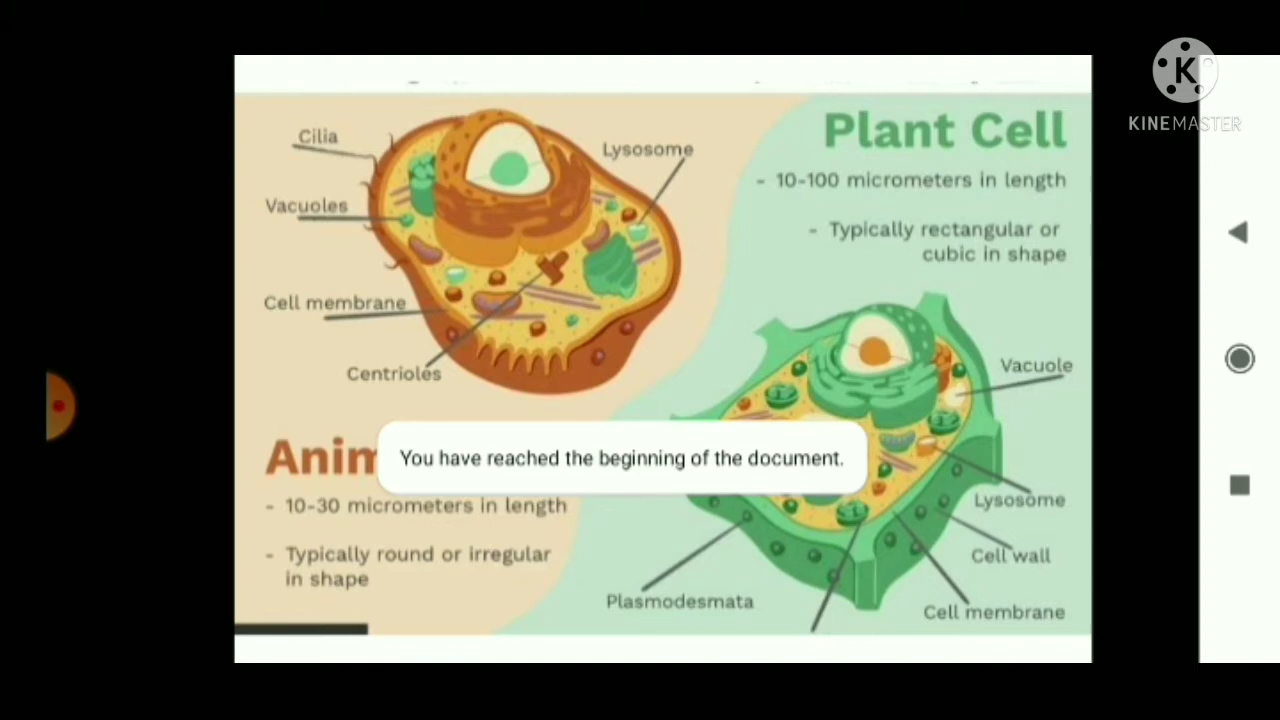 K
KINEMASTER
Cilia
Lysosome
Vacuoles
Cell membrane
Centrioles
Plant Cell
- 10-100 micrometers in length
- Typically rectangular or
cubic in shape
Vacuole
Lysosome
Cell wall
Cell membrane
Plasmodesmata
You have reached the beginning of the document.
- 10-30 micrometers in length
- Typically round or irregular
in shape